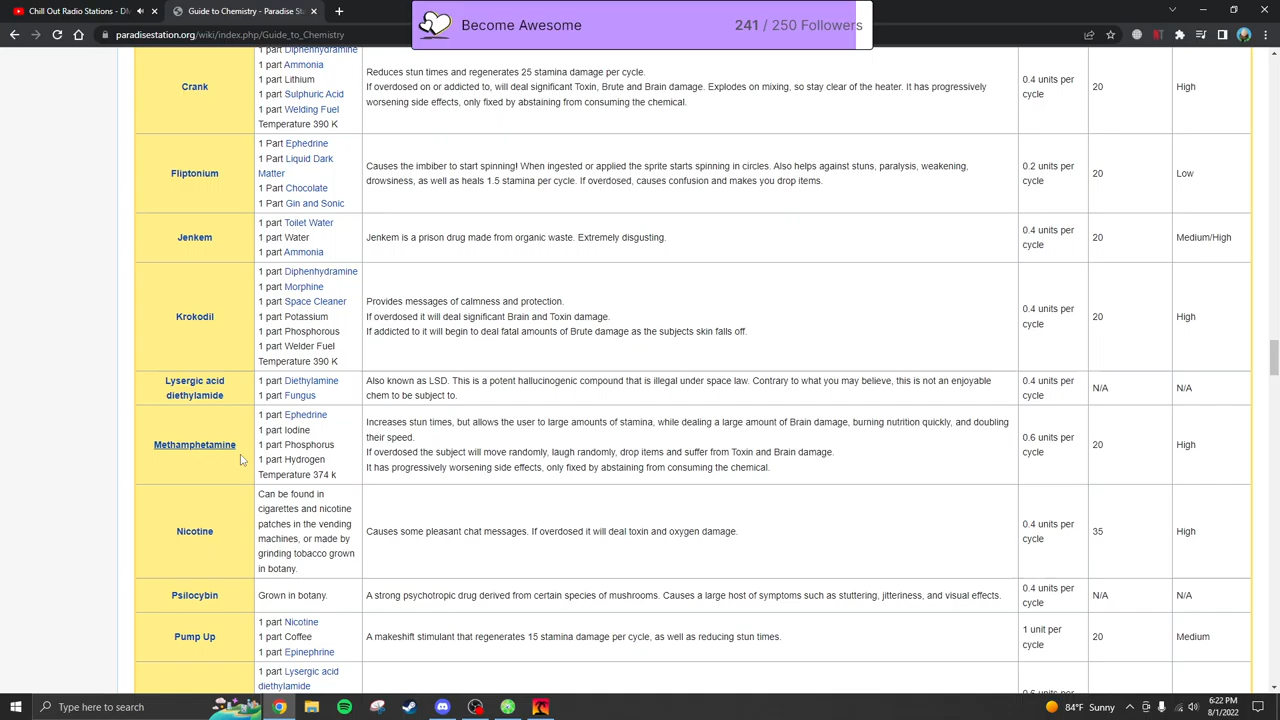 Chill Out Radio Stations - Di
Guide to Chemistry - Paradise St
Become Awesome
241 / 250 Followers
paradisestation.org/wiki/index.php/Guide_to_Chemistry
1 part Diphenhydramine
1 part Ammonia
1 part Lithium
1 part Sulphuric Acid
1 part Welding Fuel
Temperature 390 K
Crank
Reduces stun times and regenerates 25 stamina damage per cycle.
If overdosed on or addicted to, will deal significant Toxin, Brute and Brain damage. Explodes on mixing, so stay clear of the heater. It has progressively
worsening side effects, only fixed by abstaining from consuming the chemical.
0.4 units per
cycle
20
High
Fliptonium
1 Part Ephedrine
1 Part Liquid Dark
Matter
1 Part Chocolate
1 Part Gin and Sonic
Causes the imbiber to start spinning! When ingested or applied the sprite starts spinning in circles. Also helps against stuns, paralysis, weakening,
drowsiness, as well as heals 1.5 stamina per cycle. If overdosed, causes confusion and makes you drop items.
0.2 units per
cycle
20
Low
Jenkem
1 part Toilet Water
1 part Water
1 part Ammonia
Jenkem is a prison drug made from organic waste. Extremely disgusting.
0.4 units per
cycle
20
Medium/High
Krokodil
1 part Diphenhydramine
1 part Morphine
1 part Space Cleaner
1 part Potassium
1 part Phosphorous
1 part Welder Fuel
Temperature 390 K
Provides messages of calmness and protection.
If overdosed it will deal significant Brain and Toxin damage.
If addicted to it will begin to deal fatal amounts of Brute damage as the subjects skin falls off.
0.4 units per
cycle
20
High
Lysergic acid
diethylamide
1 part Diethylamine
1 part Fungus
Also known as LSD. This is a potent hallucinogenic compound that is illegal under space law. Contrary to what you may believe, this is not an enjoyable
chem to be subject to.
0.4 units per
cycle
N/A
N/A
Methamphetamine
1 part Ephedrine
1 part Iodine
1 part Phosphorus
1 part Hydrogen
Temperature 374 k
Increases stun times, but allows the user to large amounts of stamina, while dealing a large amount of Brain damage, burning nutrition quickly, and doubling
their speed.
If overdosed the subject will move randomly, laugh randomly, drop items and suffer from Toxin and Brain damage.
It has progressively worsening side effects, only fixed by abstaining from consuming the chemical.
0.6 units per
cycle
20
High
Nicotine
Can be found in
cigarettes and nicotine
patches in the vending
machines, or made by
grinding tobacco grown
in botany.
Causes some pleasant chat messages. If overdosed it will deal toxin and oxygen damage.
0.4 units per
cycle
35
High
Psilocybin
Grown in botany.
A strong psychotropic drug derived from certain species of mushrooms. Causes a large host of symptoms such as stuttering, jitteriness, and visual effects.
0.4 units per
cycle
N/A
N/A
Pump Up
1 part Nicotine
1 part Coffee
1 part Epinephrine
A makeshift stimulant that regenerates 15 stamina damage per cycle, as well as reducing stun times.
1 unit per
cycle
20
Medium
1 part Lysergic acid
diethylamide
0.6 units per
Type here to search
84°F Sunny
6:22 PM
8/1/2022